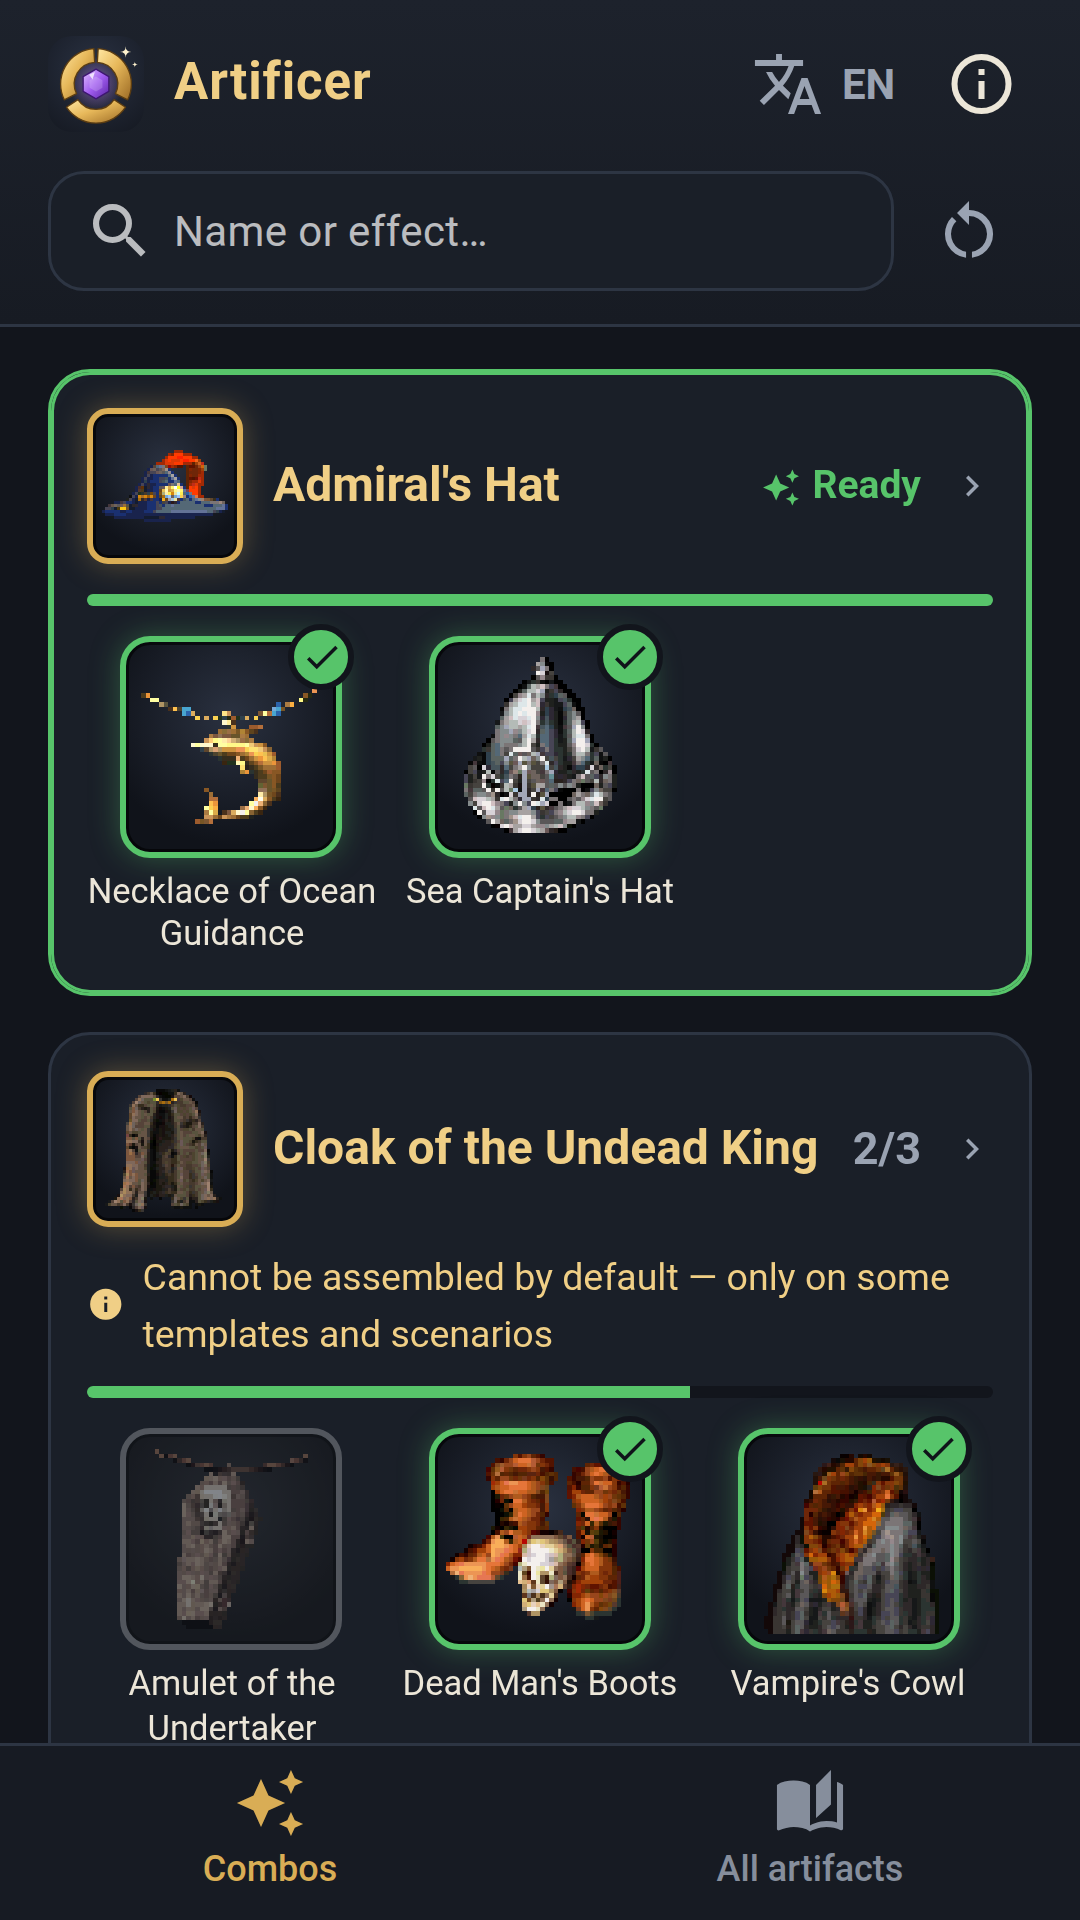 Artificer
EN
Name or effect...
Admiral's Hat
Ready
Necklace of Ocean
Guidance
Sea Captain's Hat
Cloak of the Undead King
2/3
Cannot be assembled by default — only on some
templates and scenarios
Amulet of the
Undertaker
Dead Man's Boots
Vampire's Cowl
Combos
All artifacts